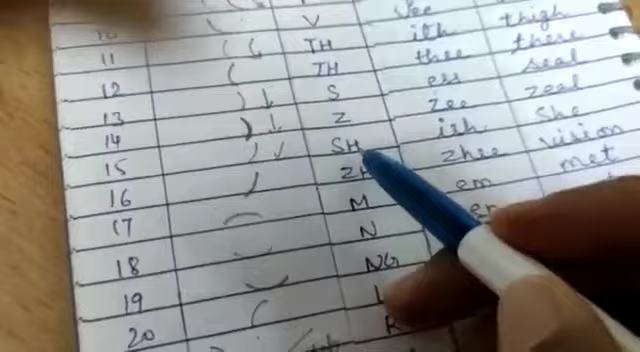 10 V Vee
11 TH ith thigh
12 TH thee there
13 S ess seal
14 Z zee zeal
15 SH ish she
16 ZH zhee vision
17 M em met
18 N en
19 NG
20 L
R